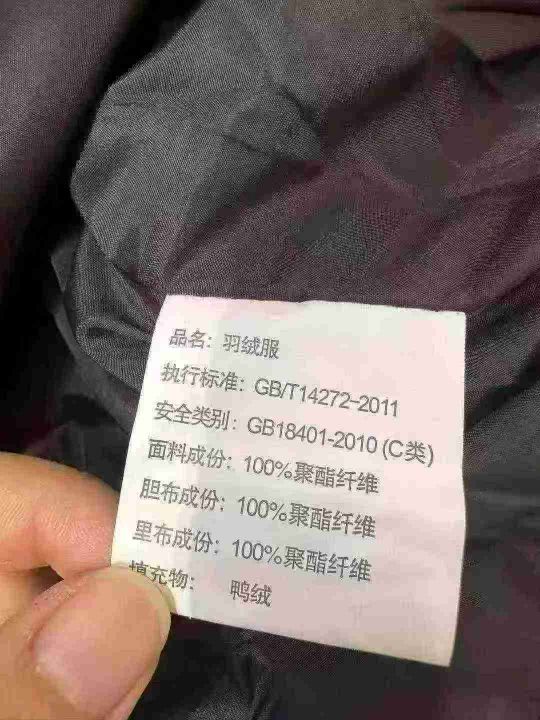 品名：羽绒服
执行标准：GB/T14272-2011
安全类别：GB18401-2010 (C类)
面料成份：100%聚酯纤维
胆布成份：100%聚酯纤维
里布成份：100%聚酯纤维
填充物： 鸭绒